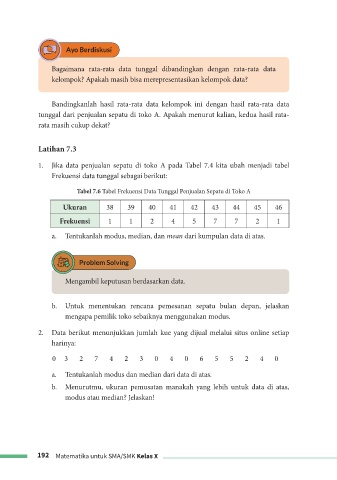 Ayo Berdiskusi
Bagaimana rata-rata data tunggal dibandingkan dengan rata-rata data
kelompok? Apakah masih bisa merepresentasikan kelompok data?
Bandingkanlah hasil rata-rata data kelompok ini dengan hasil rata-rata data
tunggal dari penjualan sepatu di toko A. Apakah menurut kalian, kedua hasil rata-
rata masih cukup dekat?
Latihan 7.3
1. Jika data penjualan sepatu di toko A pada Tabel 7.4 kita ubah menjadi tabel
Frekuensi data tunggal sebagai berikut:
Tabel 7.6 Tabel Frekuensi Data Tunggal Penjualan Sepatu di Toko A
Ukuran 38 39 40 41 42 43 44 45 46
Frekuensi 1 1 2 4 5 7 7 2 1
a. Tentukanlah modus, median, dan mean dari kumpulan data di atas.
Problem Solving
Mengambil keputusan berdasarkan data.
b. Untuk menentukan rencana pemesanan sepatu bulan depan, jelaskan
mengapa pemilik toko sebaiknya menggunakan modus.
2. Data berikut menunjukkan jumlah kue yang dijual melalui situs online setiap
harinya:
0 3 2 7 4 2 3 0 4 0 6 5 5 2 4 0
a. Tentukanlah modus dan median dari data di atas.
b. Menurutmu, ukuran pemusatan manakah yang lebih untuk data di atas,
modus atau median? Jelaskan!
192 Matematika untuk SMA/SMK Kelas X